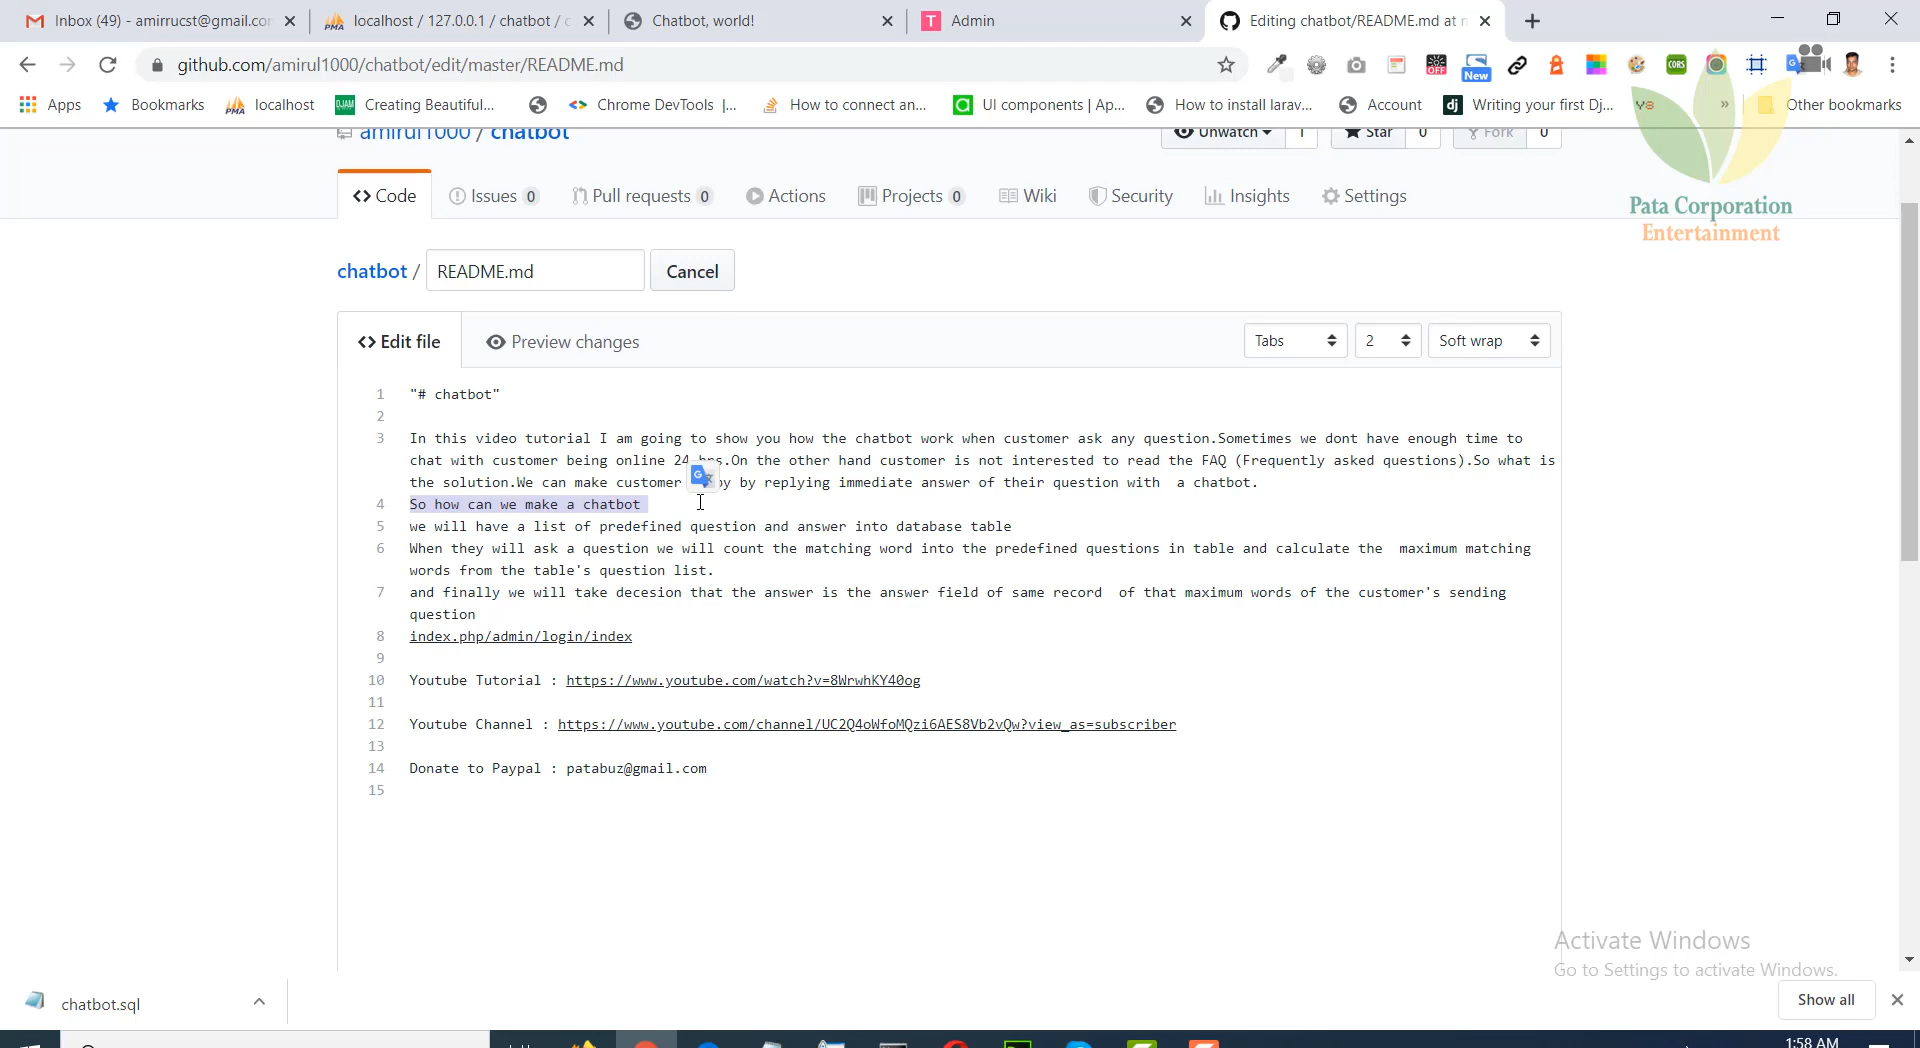 Inbox (49) - amirrucst@gmail.co
localhost / 127.0.0.1 / chatbot / c
Chatbot, world!
Admin
Editing chatbot/README.md at m
github.com/amirul1000/chatbot/edit/master/README.md
OFF
New
CORS
Apps
Bookmarks
localhost
Creating Beautiful...
Chrome DevTools |...
How to connect an...
UI components | Ap...
How to install larav...
Account
Writing your first Dj...
»
Other bookmarks
amirul1000 / chatbot
Unwatch 1
Star 0
Fork 0
Pata Corporation
Entertainment
<> Code
Issues 0
Pull requests 0
Actions
Projects 0
Wiki
Security
Insights
Settings
chatbot / README.md Cancel
<> Edit file
Preview changes
Tabs
2
Soft wrap
1 "# chatbot"
2
3 In this video tutorial I am going to show you how the chatbot work when customer ask any question.Sometimes we dont have enough time to
chat with customer being online 24 hrs.On the other hand customer is not interested to read the FAQ (Frequently asked questions).So what is
the solution.We can make customer by replying immediate answer of their question with a chatbot.
4 So how can we make a chatbot
5 we will have a list of predefined question and answer into database table
6 When they will ask a question we will count the matching word into the predefined questions in table and calculate the maximum matching
words from the table's question list.
7 and finally we will take decesion that the answer is the answer field of same record of that maximum words of the customer's sending
question
8 index.php/admin/login/index
9
10 Youtube Tutorial : https://www.youtube.com/watch?v=8WrwhKY40og
11
12 Youtube Channel : https://www.youtube.com/channel/UC2Q4oWfoMQzi6AES8Vb2vQw?view_as=subscriber
13
14 Donate to Paypal : patabuz@gmail.com
15
Activate Windows
Go to Settings to activate Windows.
chatbot.sql
Show all
1:58 AM